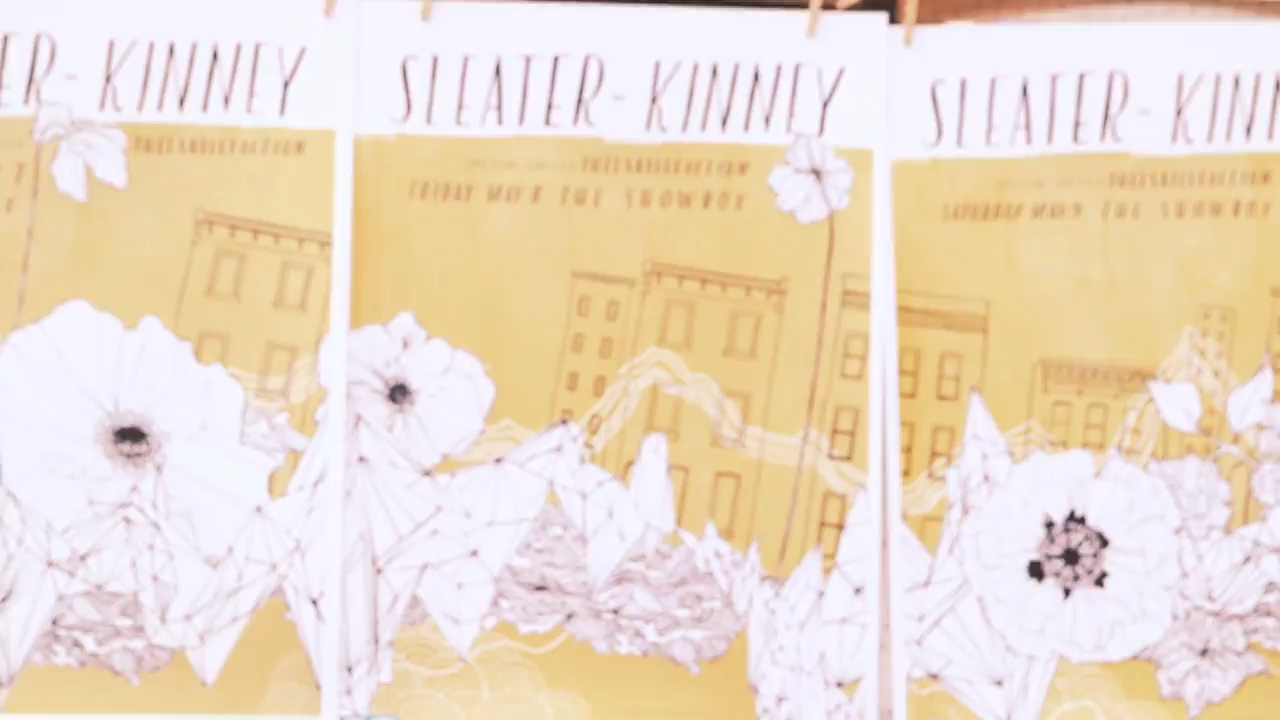 ER-KINNEY
THEESATISFACTION
SLEATER-KINNEY
THEESATISFACTION
FRIDAY MAY 8 THE SHOWBOX
SLEATER-KINN
THEESATISFACTION
SATURDAY MAY 9 THE SHOWBOX